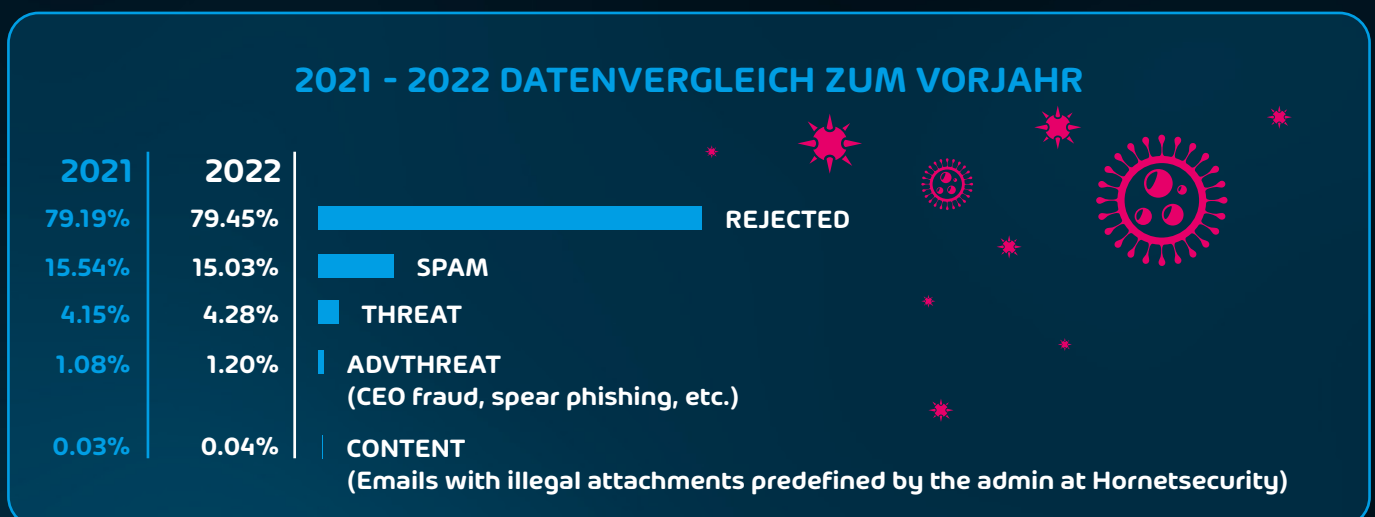 2021 - 2022 DATENVERGLEICH ZUM VORJAHR
2021 2022
79.19% 79.45% REJECTED
15.54% 15.03% SPAM
4.15% 4.28% THREAT
1.08% 1.20% ADVTHREAT
(CEO fraud, spear phishing, etc.)
0.03% 0.04% CONTENT
(Emails with illegal attachments predefined by the admin at Hornetsecurity)